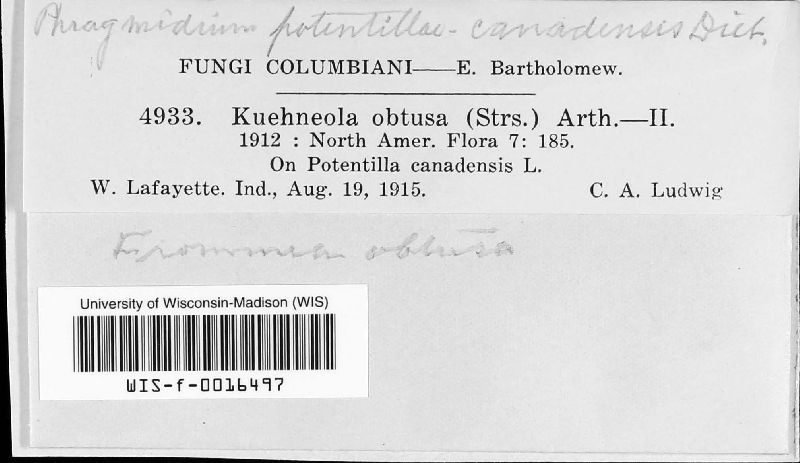 Phragmidium potentillae-canadensis Diet.
FUNGI COLUMBIANI——E. Bartholomew.
4933. Kuehneola obtusa (Strs.) Arth.—II.
1912 : North Amer. Flora 7: 185.
On Potentilla canadensis L.
W. Lafayette. Ind., Aug. 19, 1915. C. A. Ludwig
Frommea obtusa
University of Wisconsin-Madison (WIS)
WIS-f-0016497